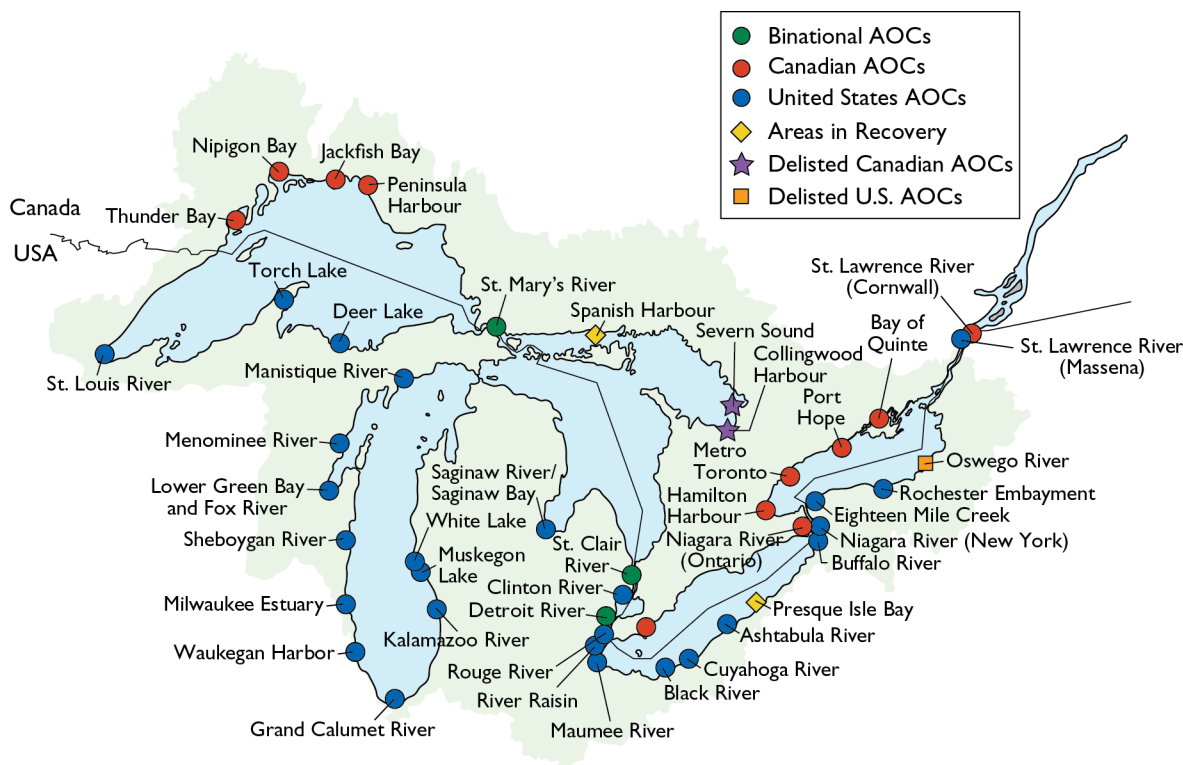 Binational AOCs
Canadian AOCs
United States AOCs
Areas in Recovery
Delisted Canadian AOCs
Delisted U.S. AOCs
Nipigon Bay
Jackfish Bay
Peninsula
Harbour
Canada
Thunder Bay
USA
Torch Lake
Deer Lake
St. Louis River
St. Mary's River
Spanish Harbour
Severn Sound
Collingwood
Harbour
St. Lawrence River
(Cornwall)
Bay of
Quinte
St. Lawrence River
(Massena)
Manistique River
Port
Hope
Menominee River
Metro
Toronto
Oswego River
Lower Green Bay
and Fox River
Saginaw River/
Saginaw Bay
Hamilton
Harbour
Rochester Embayment
Eighteen Mile Creek
White Lake
Sheboygan River
Niagara River
(Ontario)
Niagara River (New York)
Buffalo River
Muskegon
Lake
St. Clair
River
Clinton River
Milwaukee Estuary
Detroit River
Presque Isle Bay
Kalamazoo River
Ashtabula River
Waukegan Harbor
Rouge River
Cuyahoga River
River Raisin
Black River
Grand Calumet River
Maumee River